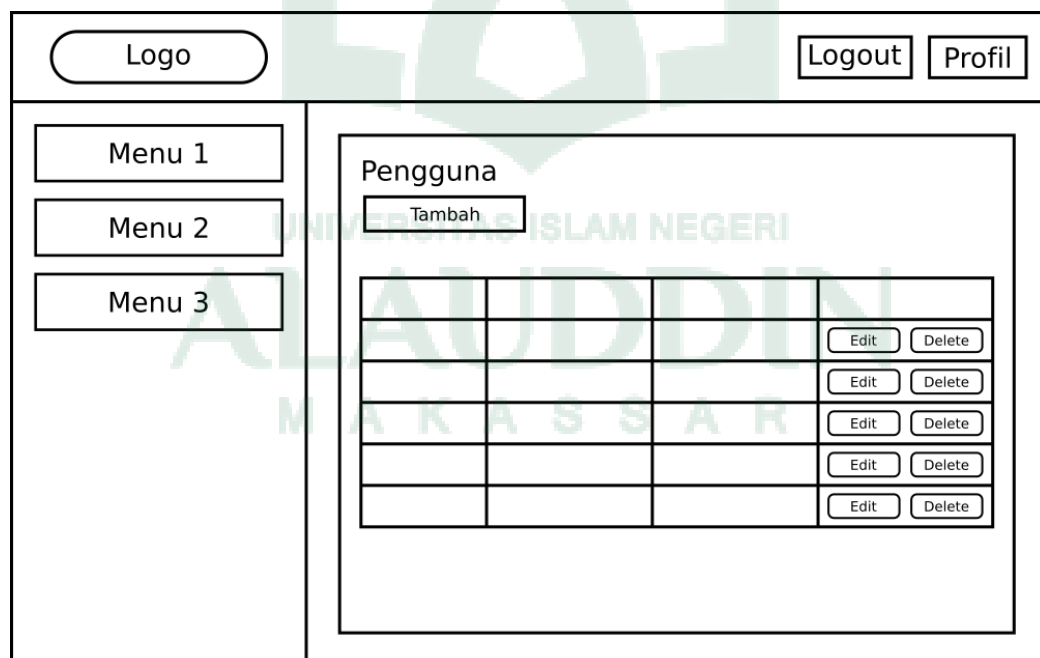 Logo
Logout
Profil
Menu 1
Menu 2
Menu 3
Pengguna
Tambah
UNIVERSITAS ISLAM NEGERI
ALAUDDIN
MAKASSAR
Edit Delete
Edit Delete
Edit Delete
Edit Delete
Edit Delete